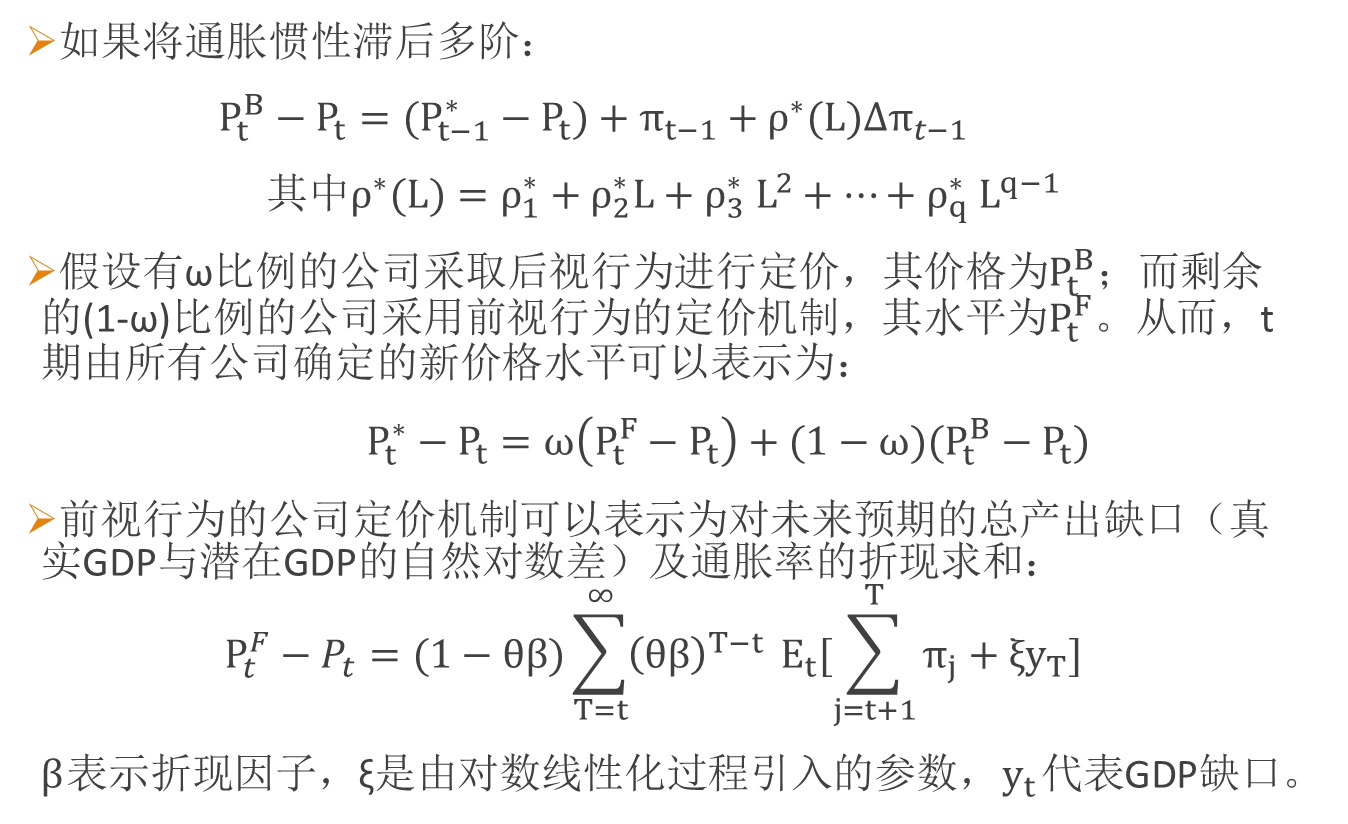 ➢如果将通胀惯性滞后多阶：
P_t^B − P_t = (P_{t−1}^* − P_t) + π_{t−1} + ρ^*(L)Δπ_{t−1}
其中ρ^*(L) = ρ_1^* + ρ_2^*L + ρ_3^* L^2 + ⋯ + ρ_q^* L^{q−1}
➢假设有ω比例的公司采取后视行为进行定价，其价格为P_t^B；而剩余
的(1-ω)比例的公司采用前视行为的定价机制，其水平为P_t^F。从而，t
期由所有公司确定的新价格水平可以表示为：
P_t^* − P_t = ω(P_t^F − P_t) + (1 − ω)(P_t^B − P_t)
➢前视行为的公司定价机制可以表示为对未来预期的总产出缺口（真
实GDP与潜在GDP的自然对数差）及通胀率的折现求和：
P_t^F − P_t = (1 − θβ) ∑_{T=t}^{∞} (θβ)^{T−t} E_t[ ∑_{j=t+1}^{T} π_j + ξy_T]
β表示折现因子，ξ是由对数线性化过程引入的参数，y_t代表GDP缺口。